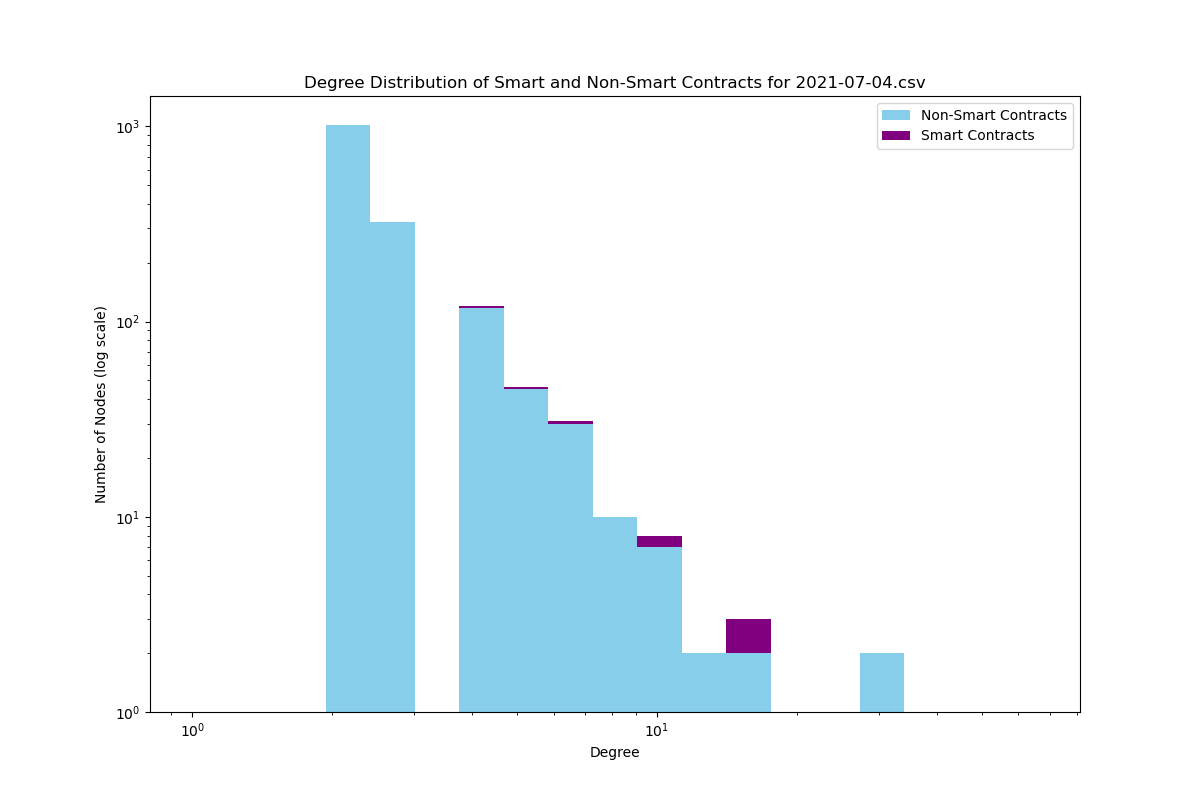 Degree Distribution of Smart and Non-Smart Contracts for 2021-07-04.csv
Non-Smart Contracts
Smart Contracts
10³
10²
10¹
10⁰
Number of Nodes (log scale)
10⁰ 10¹
Degree